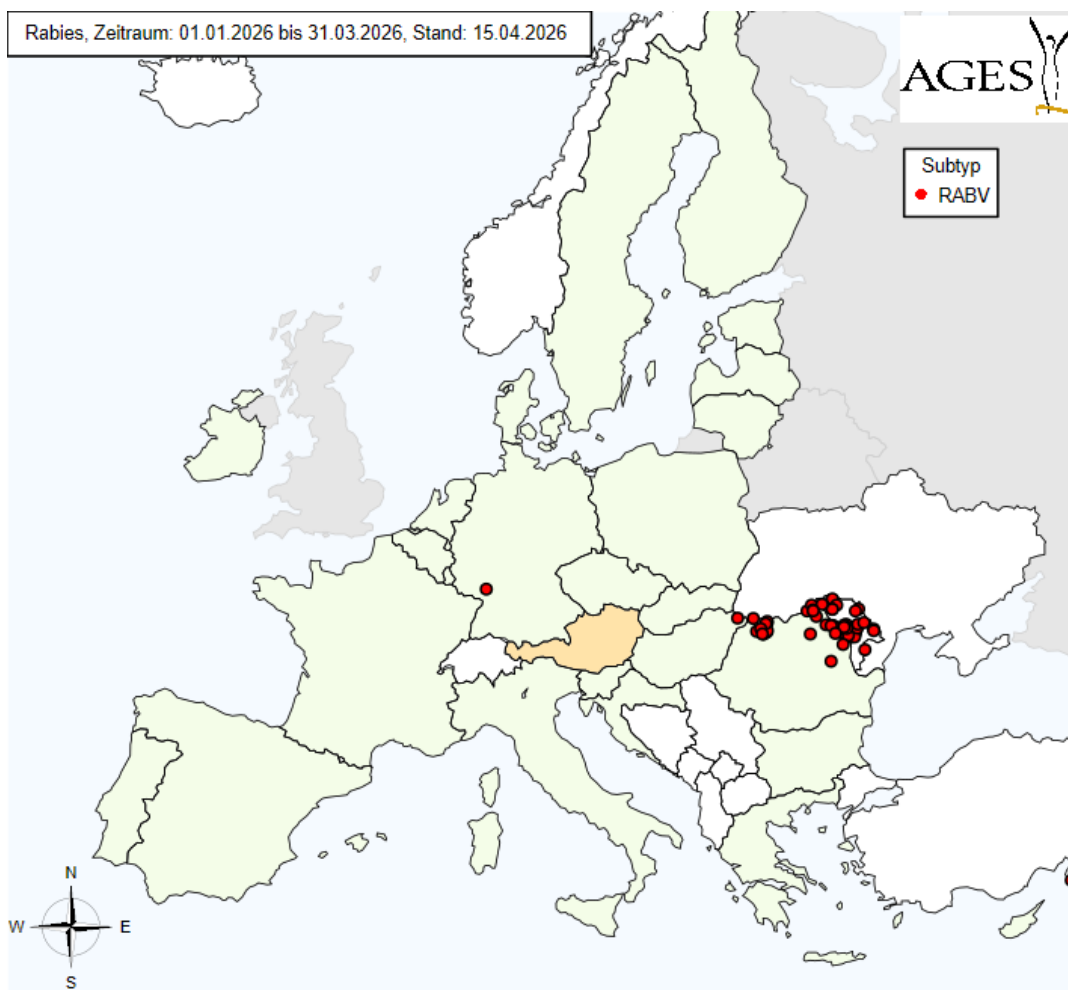 Rabies, Zeitraum: 01.01.2026 bis 31.03.2026, Stand: 15.04.2026
AGES
Subtyp
RABV
N
W E
S